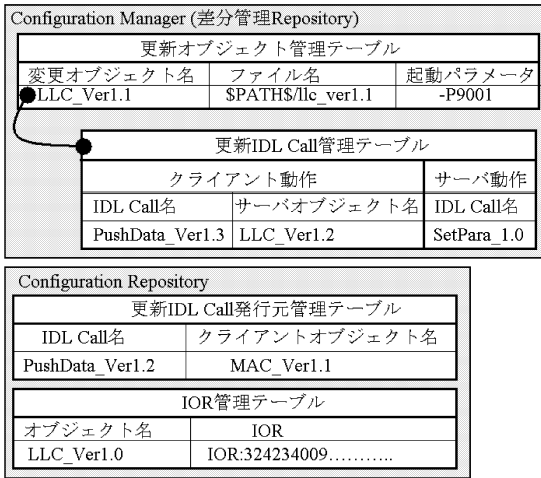 Configuration Manager (差分管理Repository)
更新オブジェクト管理テーブル
変更オブジェクト名 ファイル名 起動パラメータ
LLC_Ver1.1 $PATH$/llc_ver1.1 -P9001
更新IDL Call管理テーブル
クライアント動作 サーバ動作
IDL Call名 サーバオブジェクト名 IDL Call名
PushData_Ver1.3 LLC_Ver1.2 SetPara_1.0
Configuration Repository
更新IDL Call発行元管理テーブル
IDL Call名 クライアントオブジェクト名
PushData_Ver1.2 MAC_Ver1.1
IOR管理テーブル
オブジェクト名 IOR
LLC_Ver1.0 IOR:324234009………..